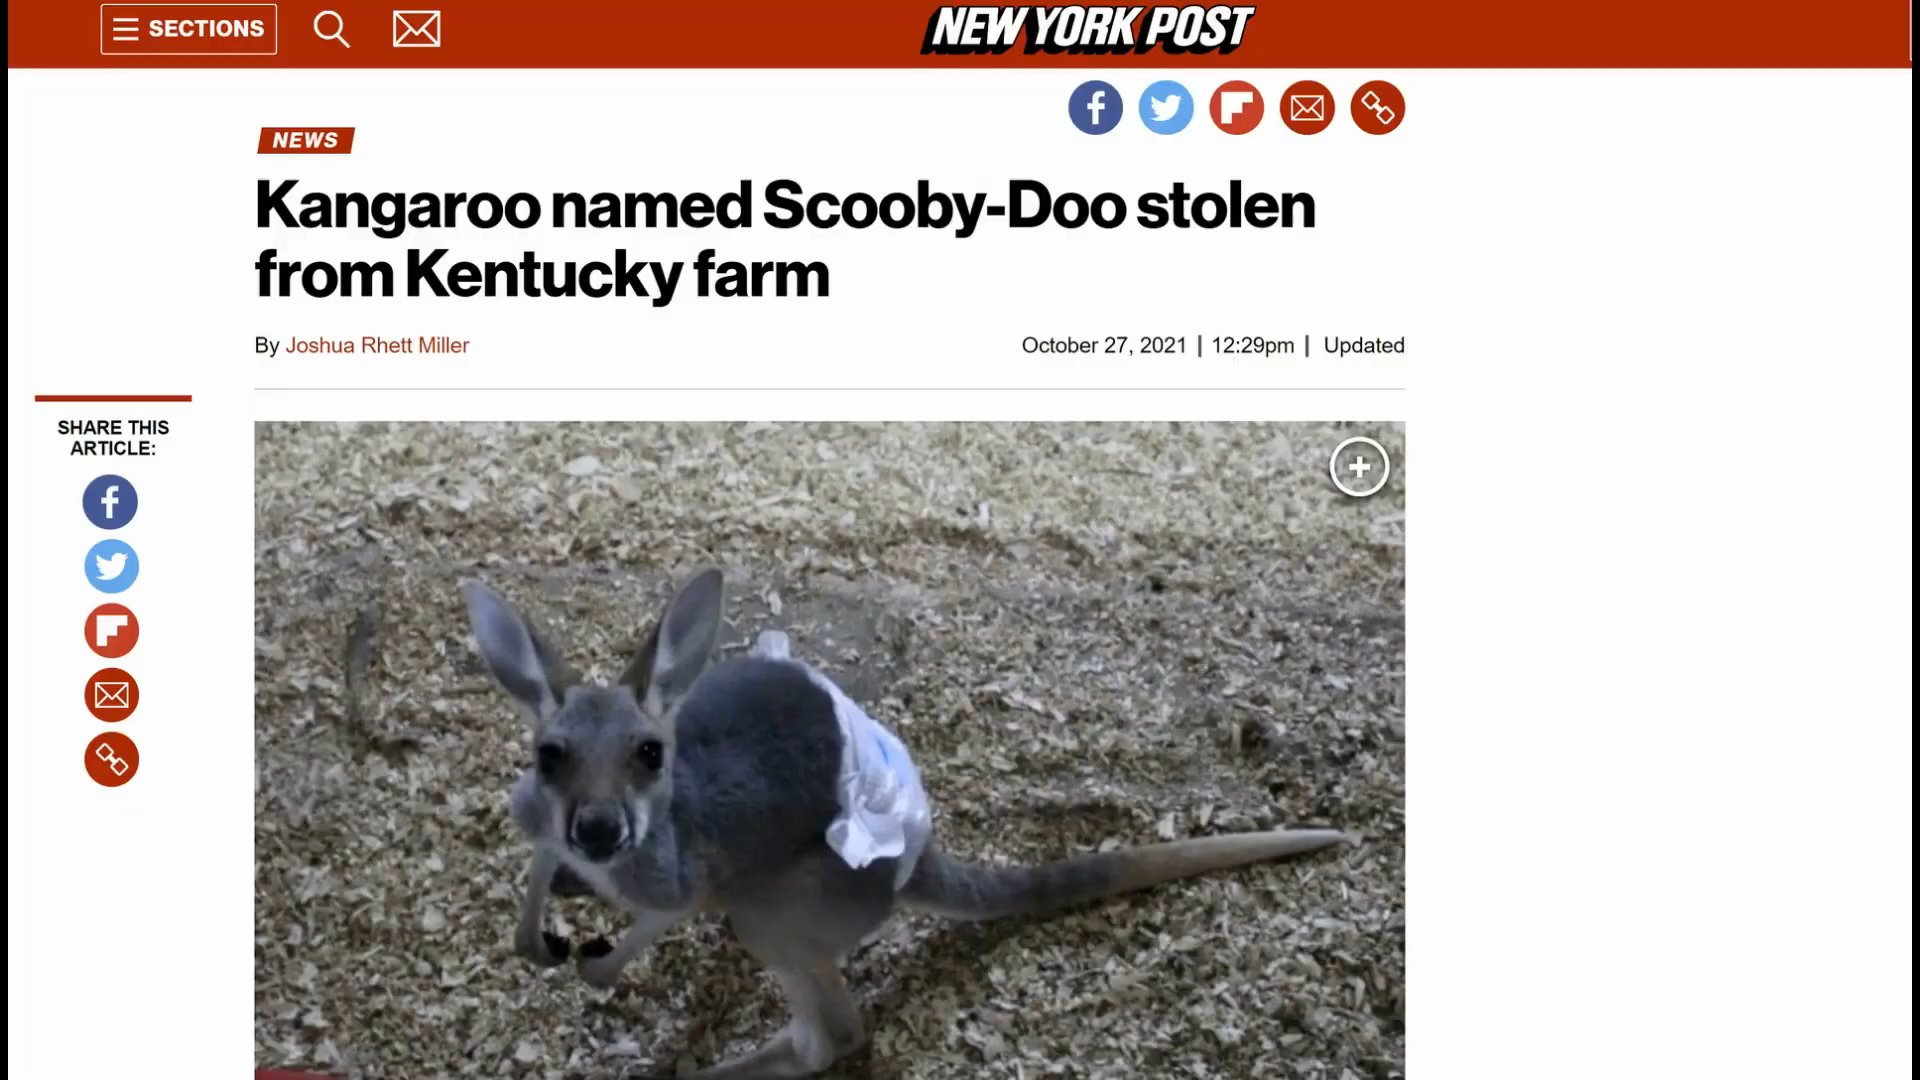 SECTIONS
NEW YORK POST
NEWS
Kangaroo named Scooby-Doo stolen
from Kentucky farm
By Joshua Rhett Miller
October 27, 2021 | 12:29pm | Updated
SHARE THIS
ARTICLE: